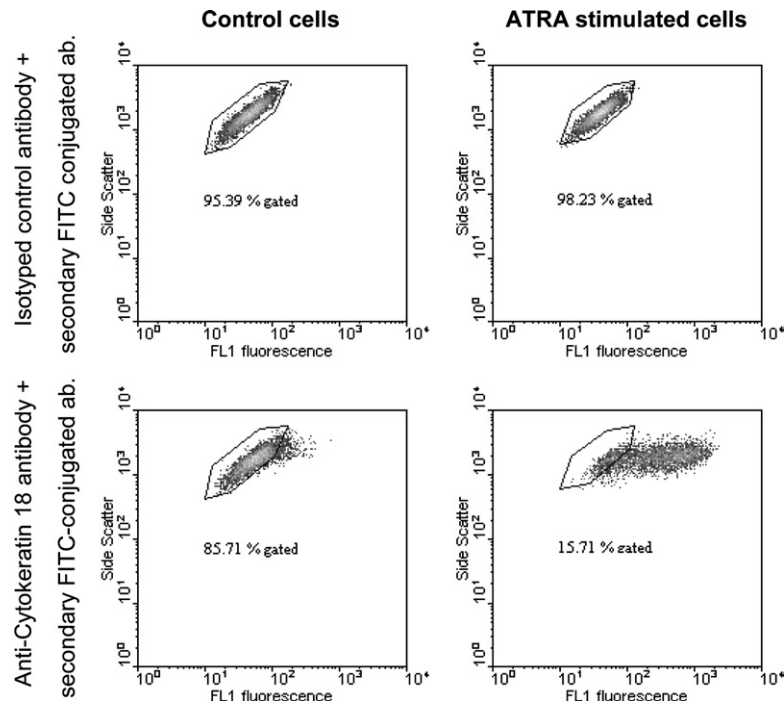 Control cells
ATRA stimulated cells
Isotyped control antibody +
secondary FITC conjugated ab.
Side Scatter
10⁰ 10¹ 10² 10³ 10⁴
95.39 % gated
10⁰ 10¹ 10² 10³ 10⁴
FL1 fluorescence
Side Scatter
10⁰ 10¹ 10² 10³ 10⁴
98.23 % gated
10⁰ 10¹ 10² 10³ 10⁴
FL1 fluorescence
Anti-Cytokeratin 18 antibody +
secondary FITC-conjugated ab.
Side Scatter
10⁰ 10¹ 10² 10³ 10⁴
85.71 % gated
10⁰ 10¹ 10² 10³ 10⁴
FL1 fluorescence
Side Scatter
10⁰ 10¹ 10² 10³ 10⁴
15.71 % gated
10⁰ 10¹ 10² 10³ 10⁴
FL1 fluorescence